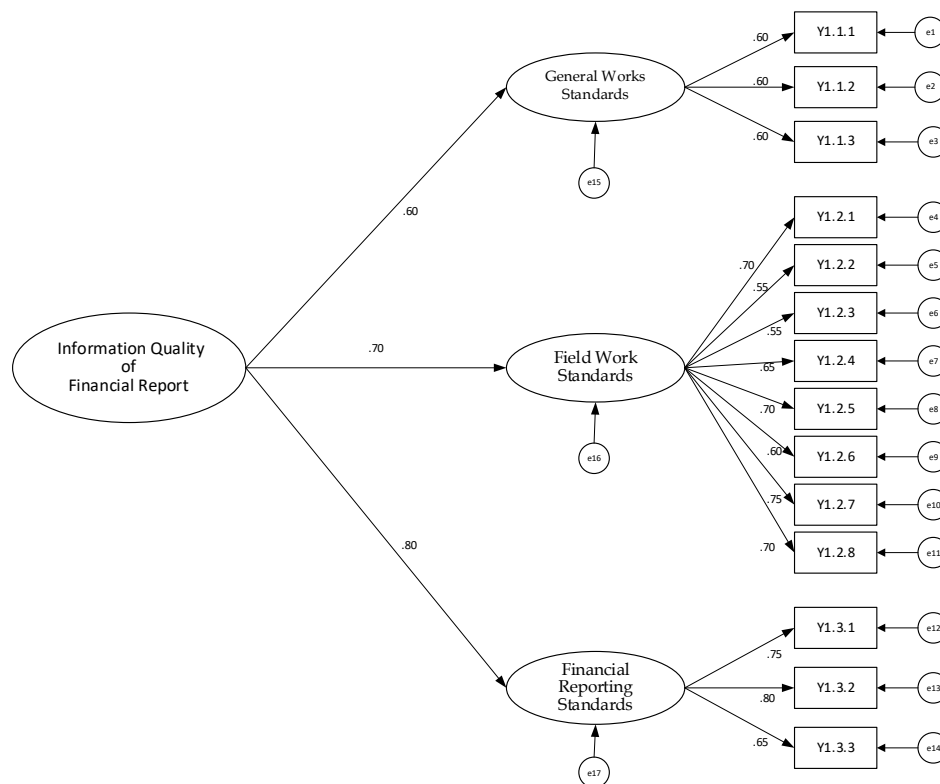 .60
Y1.1.1
e1
General Works
Standards
.60
Y1.1.2
e2
.60
Y1.1.3
e3
e15
.60
.70
Y1.2.1
e4
.55
Y1.2.2
e5
.55
Y1.2.3
e6
Information Quality
of
Financial Report
.70
Field Work
Standards
.65
Y1.2.4
e7
.70
Y1.2.5
e8
e16
.60
Y1.2.6
e9
.75
Y1.2.7
e10
.70
Y1.2.8
e11
.80
.75
Y1.3.1
e12
Financial
Reporting
Standards
.80
Y1.3.2
e13
.65
Y1.3.3
e14
e17